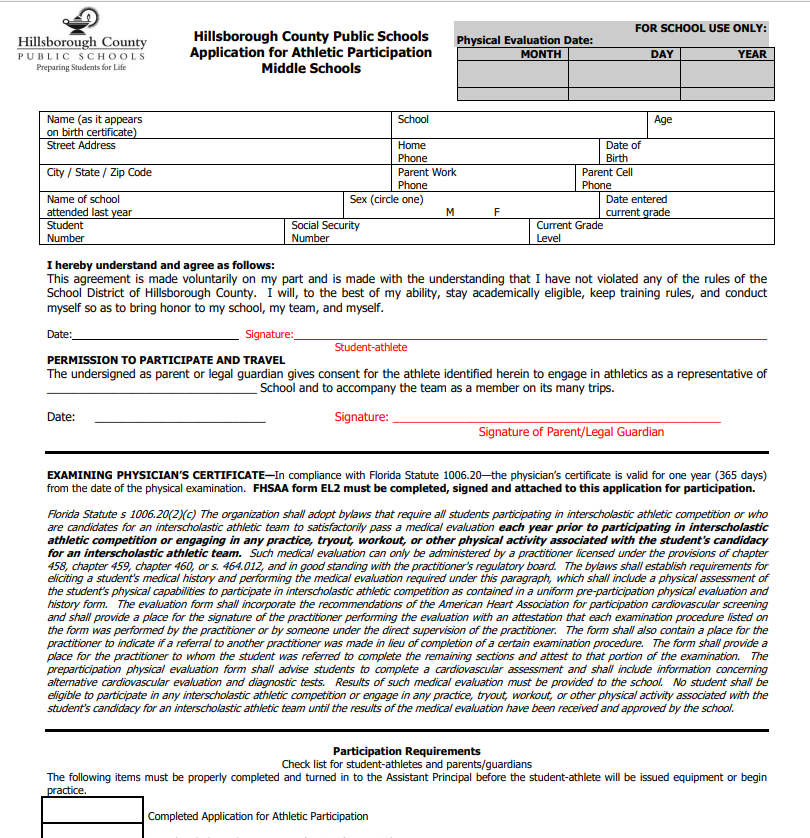 Hillsborough County
PUBLIC SCHOOLS
Preparing Students for Life
Hillsborough County Public Schools
Application for Athletic Participation
Middle Schools
FOR SCHOOL USE ONLY:
Physical Evaluation Date:
MONTH DAY YEAR
Name (as it appears
on birth certificate)
School
Age
Street Address
Home
Phone
Date of
Birth
City / State / Zip Code
Parent Work
Phone
Parent Cell
Phone
Name of school
attended last year
Sex (circle one)
M F
Date entered
current grade
Student
Number
Social Security
Number
Current Grade
Level
I hereby understand and agree as follows:
This agreement is made voluntarily on my part and is made with the understanding that I have not violated any of the rules of the
School District of Hillsborough County. I will, to the best of my ability, stay academically eligible, keep training rules, and conduct
myself so as to bring honor to my school, my team, and myself.
Date: Signature:
Student-athlete
PERMISSION TO PARTICIPATE AND TRAVEL
The undersigned as parent or legal guardian gives consent for the athlete identified herein to engage in athletics as a representative of
School and to accompany the team as a member on its many trips.
Date: Signature:
Signature of Parent/Legal Guardian
EXAMINING PHYSICIAN'S CERTIFICATE—In compliance with Florida Statute 1006.20—the physician's certificate is valid for one year (365 days)
from the date of the physical examination. FHSAA form EL2 must be completed, signed and attached to this application for participation.
Florida Statute s 1006.20(2)(c) The organization shall adopt bylaws that require all students participating in interscholastic athletic competition or who
are candidates for an interscholastic athletic team to satisfactorily pass a medical evaluation each year prior to participating in interscholastic
athletic competition or engaging in any practice, tryout, workout, or other physical activity associated with the student's candidacy
for an interscholastic athletic team. Such medical evaluation can only be administered by a practitioner licensed under the provisions of chapter
458, chapter 459, chapter 460, or s. 464.012, and in good standing with the practitioner's regulatory board. The bylaws shall establish requirements for
eliciting a student's medical history and performing the medical evaluation required under this paragraph, which shall include a physical assessment of
the student's physical capabilities to participate in interscholastic athletic competition as contained in a uniform pre-participation physical evaluation and
history form. The evaluation form shall incorporate the recommendations of the American Heart Association for participation cardiovascular screening
and shall provide a place for the signature of the practitioner performing the evaluation with an attestation that each examination procedure listed on
the form was performed by the practitioner or by someone under the direct supervision of the practitioner. The form shall also contain a place for the
practitioner to indicate if a referral to another practitioner was made in lieu of completion of a certain examination procedure. The form shall provide a
place for the practitioner to whom the student was referred to complete the remaining sections and attest to that portion of the examination. The
preparticipation physical evaluation form shall advise students to complete a cardiovascular assessment and shall include information concerning
alternative cardiovascular evaluation and diagnostic tests. Results of such medical evaluation must be provided to the school. No student shall be
eligible to participate in any interscholastic athletic competition or engage in any practice, tryout, workout, or other physical activity associated with the
student's candidacy for an interscholastic athletic team until the results of the medical evaluation have been received and approved by the school.
Participation Requirements
Check list for student-athletes and parents/guardians
The following items must be properly completed and turned in to the Assistant Principal before the student-athlete will be issued equipment or begin
practice.
Completed Application for Athletic Participation